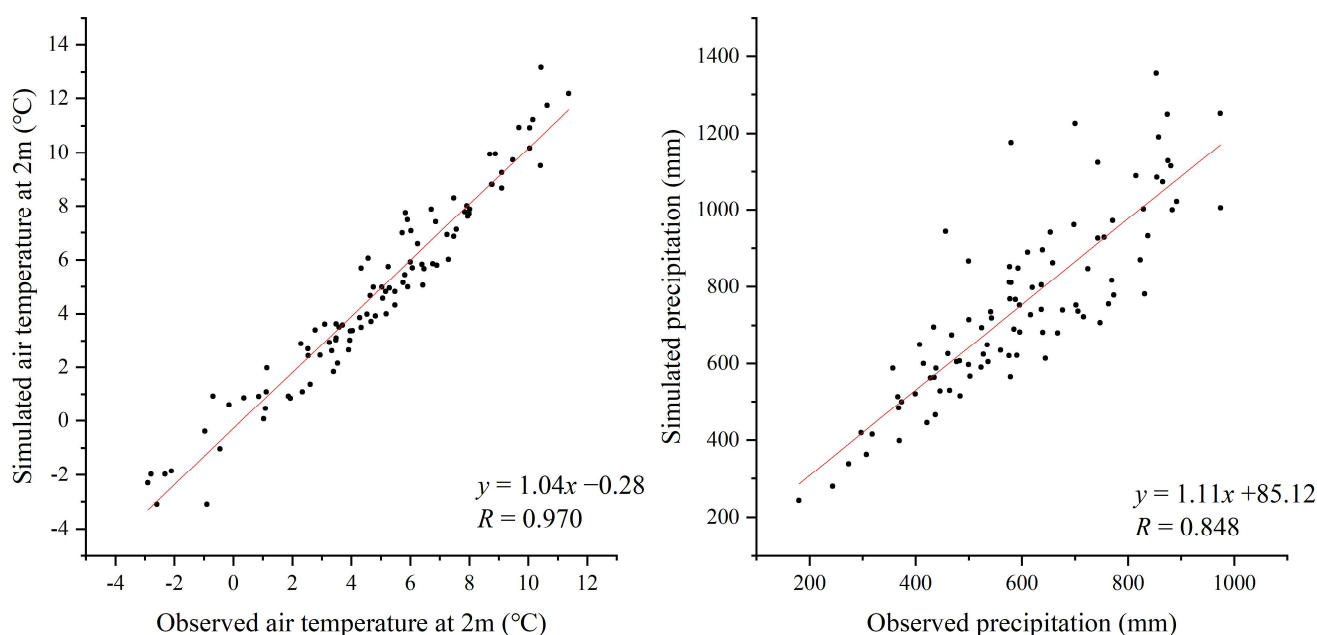 Simulated air temperature at 2m (°C)
14
12
10
8
6
4
2
0
-2
-4
-4 -2 0 2 4 6 8 10 12
Observed air temperature at 2m (°C)
y = 1.04x −0.28
R = 0.970
Simulated precipitation (mm)
1400
1200
1000
800
600
400
200
200 400 600 800 1000
Observed precipitation (mm)
y = 1.11x +85.12
R = 0.848